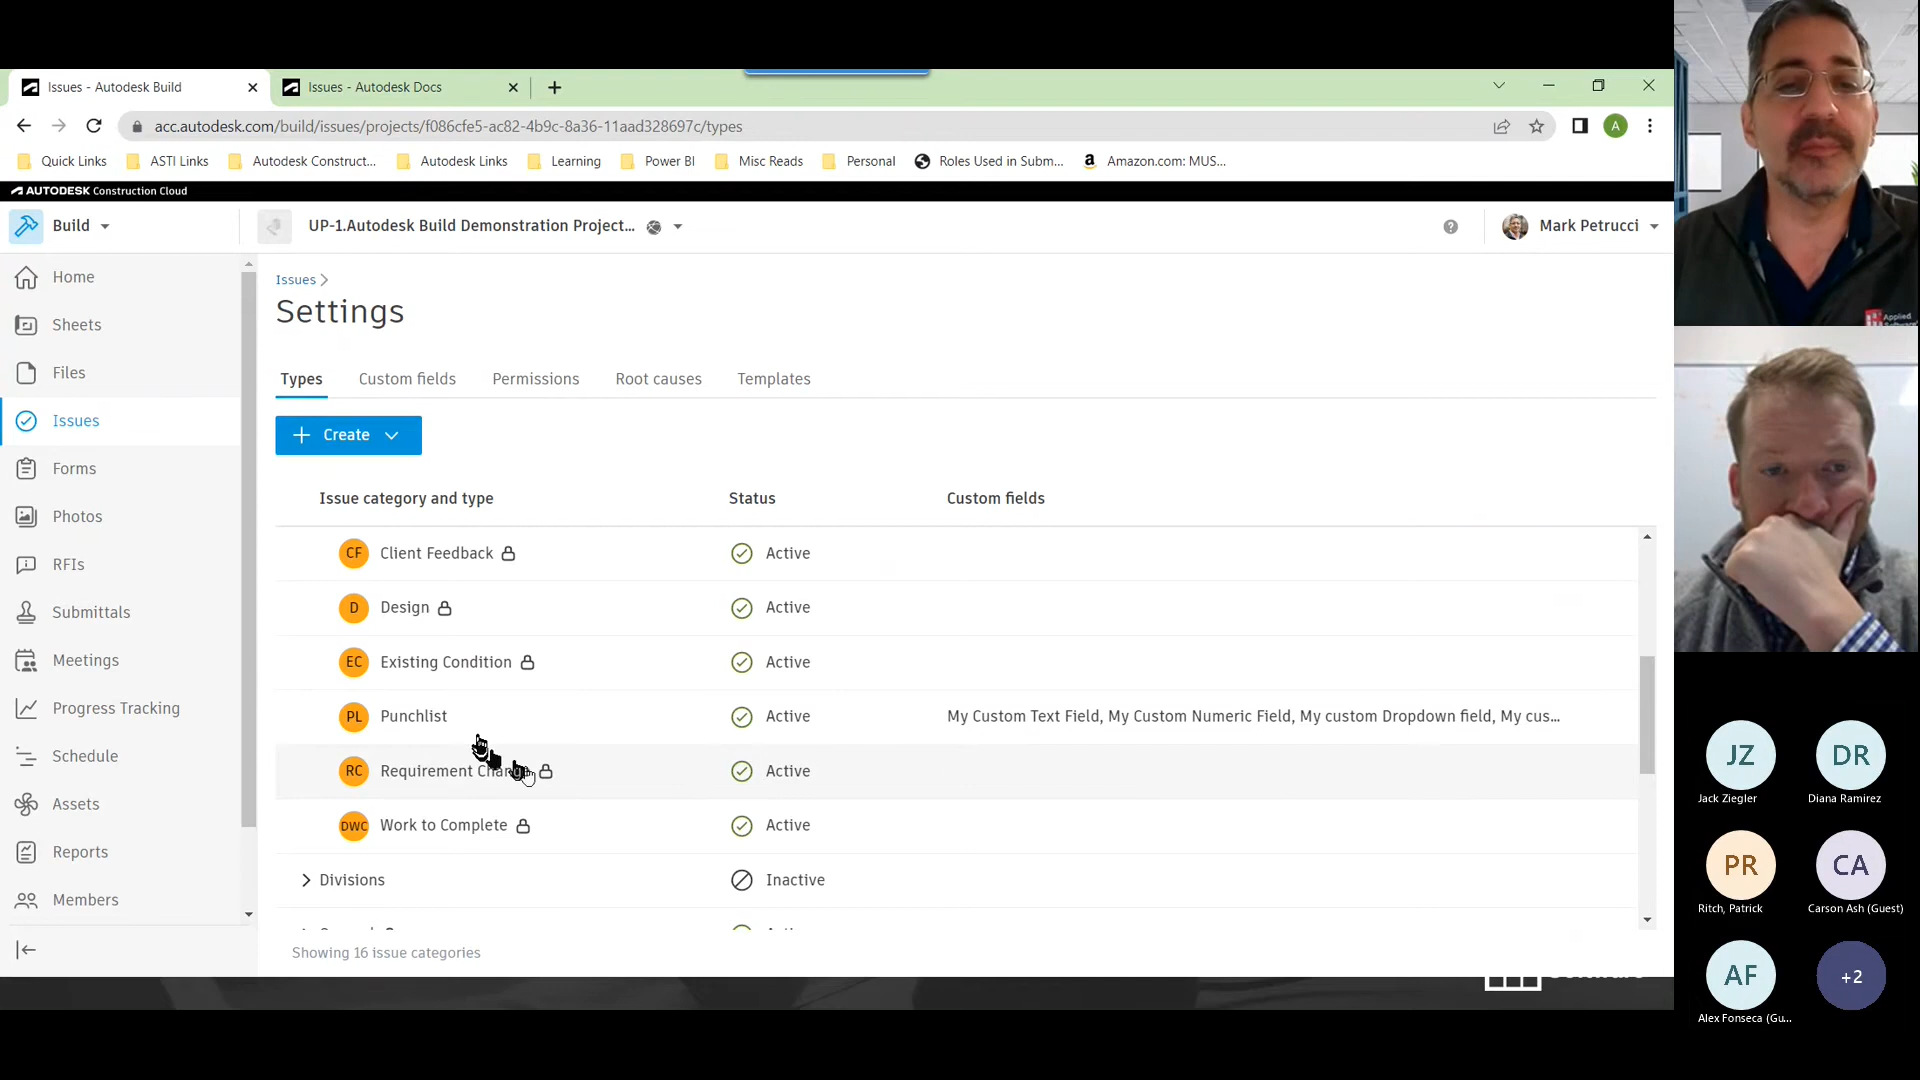 Issues - Autodesk Build
Issues - Autodesk Docs
acc.autodesk.com/build/issues/projects/f086cfe5-ac82-4b9c-8a36-11aad328697c/types
A
Quick Links
ASTI Links
Autodesk Construct...
Autodesk Links
Learning
Power BI
Misc Reads
Personal
Roles Used in Subm...
Amazon.com: MUS...
AUTODESK Construction Cloud
Build
UP-1.Autodesk Build Demonstration Project...
Mark Petrucci
Home
Sheets
Files
Issues
Forms
Photos
RFIs
Submittals
Meetings
Progress Tracking
Schedule
Assets
Reports
Members
Issues >
Settings
Types
Custom fields
Permissions
Root causes
Templates
+ Create
Issue category and type
Status
Custom fields
CF Client Feedback Active
D Design Active
EC Existing Condition Active
PL Punchlist Active My Custom Text Field, My Custom Numeric Field, My custom Dropdown field, My cus...
RC Requirement Active
DWC Work to Complete Active
Divisions Inactive
Showing 16 issue categories
Applied
JZ
Jack Ziegler
DR
Diana Ramirez
PR
Ritch, Patrick
CA
Carson Ash (Guest)
AF
Alex Fonseca (Gu...
+2